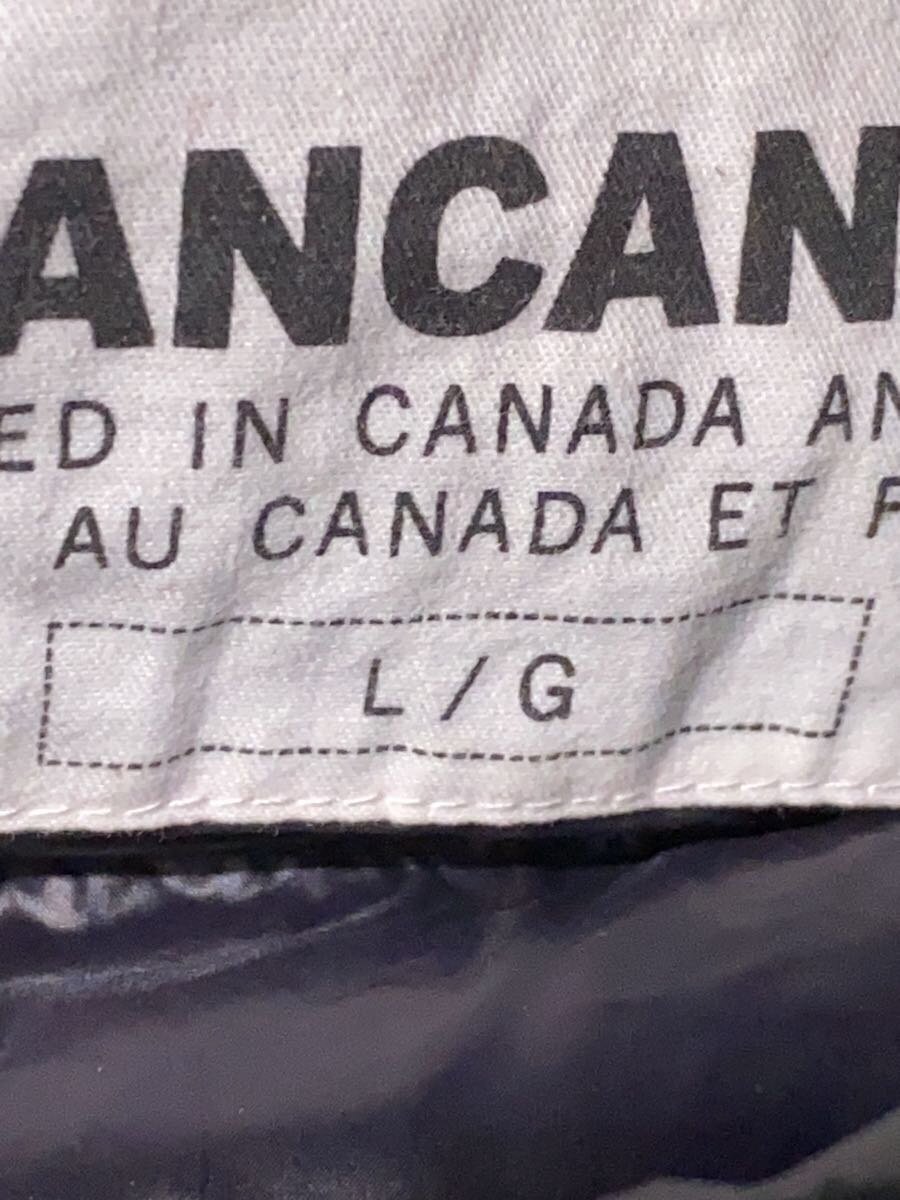 ANCAN
ED IN CANADA AN
AU CANADA ET F
L / G